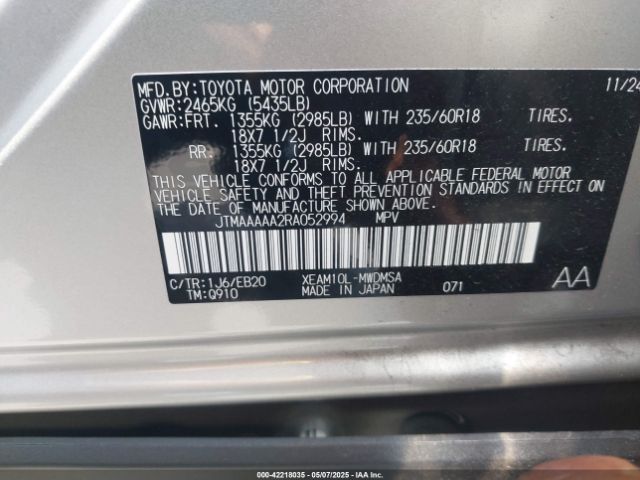 MFD.BY:TOYOTA MOTOR CORPORATION 11/24
GVWR:2465KG (5435LB)
GAWR:FRT. 1355KG (2985LB) WITH 235/60R18 TIRES.
18X7 1/2J RIMS.
RR. 1355KG (2985LB) WITH 235/60R18 TIRES.
18X7 1/2J RIMS.
THIS VEHICLE CONFORMS TO ALL APPLICABLE FEDERAL MOTOR
VEHICLE SAFETY AND THEFT PREVENTION STANDARDS IN EFFECT
ON THE DATE OF MANUFACTURE SHOWN ABOVE.
JTMAAAAA2RA052994 MPV
C/TR:1J6/EB20 XEAM10L-MWDMSA AA
TM:Q910 MADE IN JAPAN 071
000-42218035 - 05/07/2025 - IAA Inc.